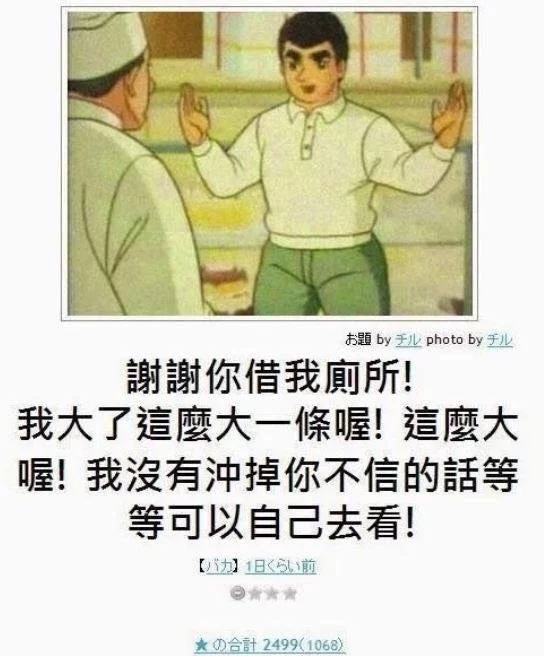 お題 by チル photo by チル
謝謝你借我廁所!
我大了這麼大一條喔! 這麼大
喔! 我沒有沖掉你不信的話等
等可以自己去看!
【バカ】 1日くらい前
★の合計 2499(1068)